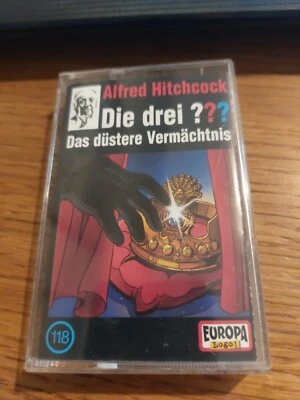 Alfred Hitchcock
Die drei ???
Das düstere Vermächtnis
118
EUROPA
Logo!